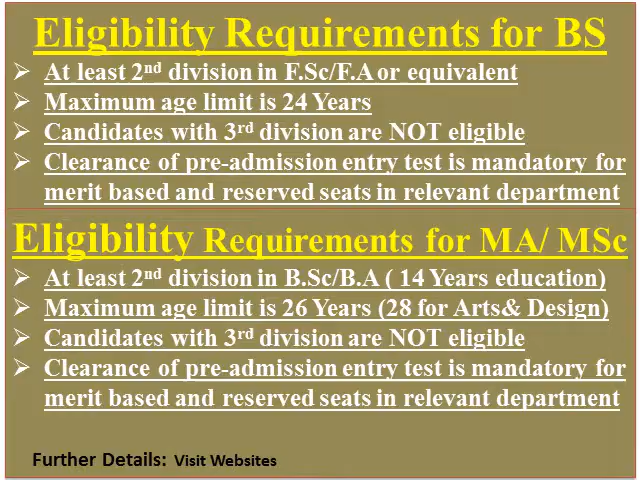 Eligibility Requirements for BS
➢ At least 2nd division in F.Sc/F.A or equivalent
➢ Maximum age limit is 24 Years
➢ Candidates with 3rd division are NOT eligible
➢ Clearance of pre-admission entry test is mandatory for
merit based and reserved seats in relevant department
Eligibility Requirements for MA/ MSc
➢ At least 2nd division in B.Sc/B.A ( 14 Years education)
➢ Maximum age limit is 26 Years (28 for Arts& Design)
➢ Candidates with 3rd division are NOT eligible
➢ Clearance of pre-admission entry test is mandatory for
merit based and reserved seats in relevant department
Further Details: Visit Websites